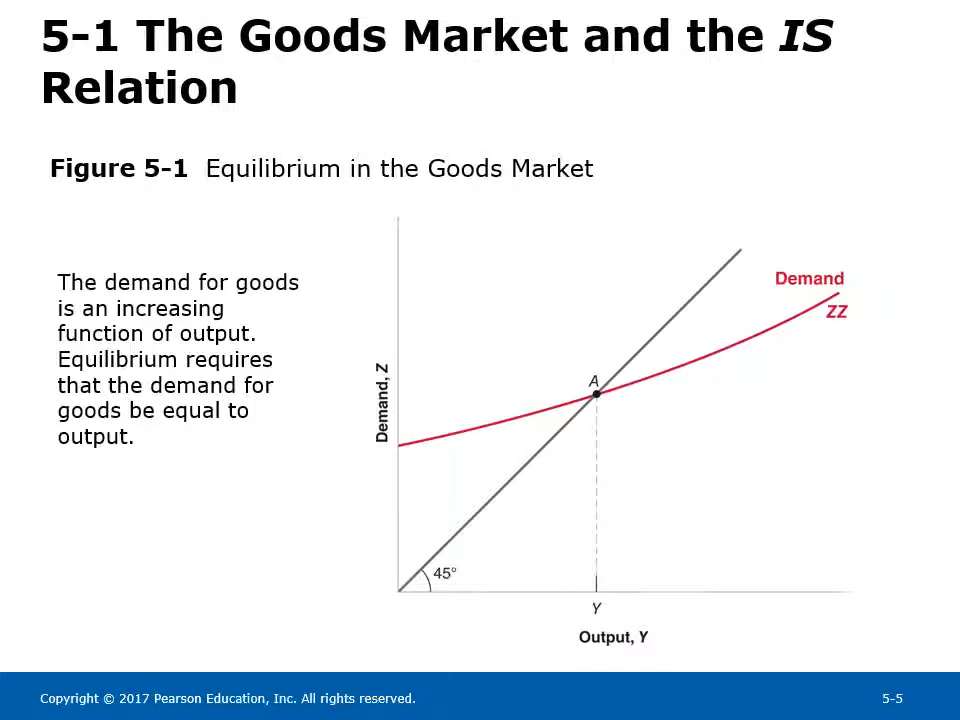 5-1 The Goods Market and the IS
Relation
Figure 5-1 Equilibrium in the Goods Market
The demand for goods
is an increasing
function of output.
Equilibrium requires
that the demand for
goods be equal to
output.
Demand
ZZ
A
Demand, Z
45°
Y
Output, Y
Copyright © 2017 Pearson Education, Inc. All rights reserved.
5-5